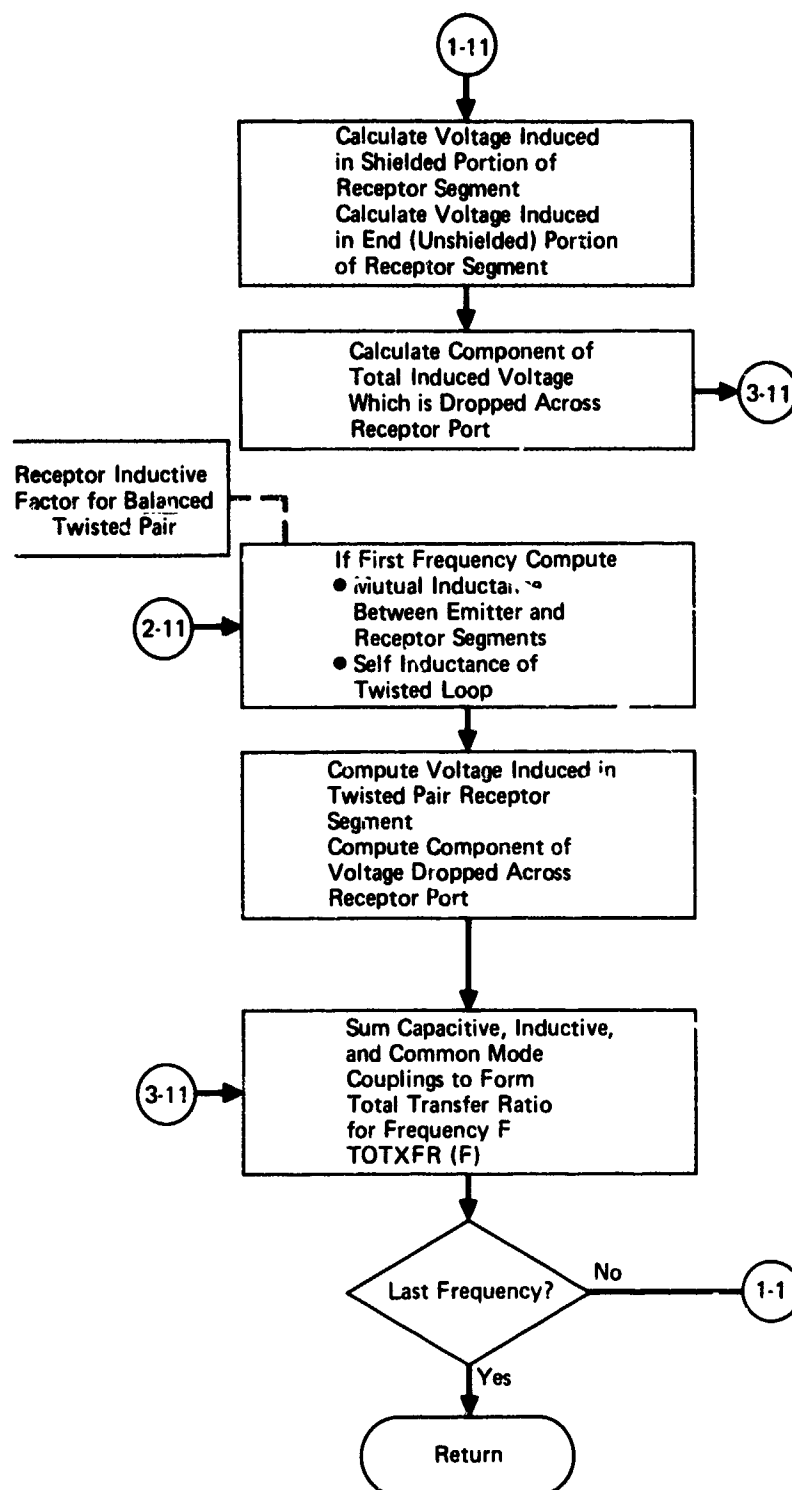 1-11
Calculate Voltage Induced
in Shielded Portion of
Receptor Segment
Calculate Voltage Induced
in End (Unshielded) Portion
of Receptor Segment
Calculate Component of
Total Induced Voltage
Which is Dropped Across
Receptor Port
3-11
Receptor Inductive
Factor for Balanced
Twisted Pair
If First Frequency Compute
● Mutual Inductance
Between Emitter and
Receptor Segments
● Self Inductance of
Twisted Loop
2-11
Compute Voltage Induced in
Twisted Pair Receptor
Segment
Compute Component of
Voltage Dropped Across
Receptor Port
Sum Capacitive, Inductive,
and Common Mode
Couplings to Form
Total Transfer Ratio
for Frequency F
TOTXFR (F)
3-11
Last Frequency?
No
1-1
Yes
Return